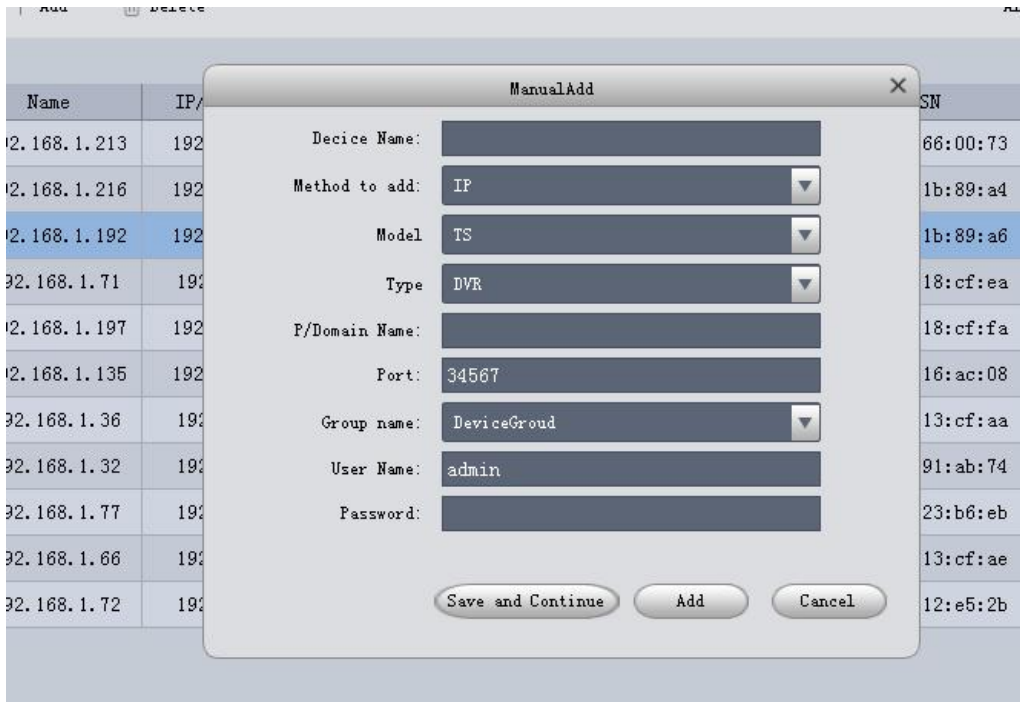 Add Delete
ManualAdd
Name IP/ SN
2.168.1.213 192 66:00:73
2.168.1.216 192 1b:89:a4
2.168.1.192 192 1b:89:a6
92.168.1.71 192 18:cf:ea
2.168.1.197 192 18:cf:fa
2.168.1.135 192 16:ac:08
92.168.1.36 192 13:cf:aa
92.168.1.32 192 91:ab:74
92.168.1.77 192 23:b6:eb
92.168.1.66 192 13:cf:ae
92.168.1.72 192 12:e5:2b
Decice Name:
Method to add: IP
Model TS
Type DVR
P/Domain Name:
Port: 34567
Group name: DeviceGroud
User Name: admin
Password:
Save and Continue Add Cancel